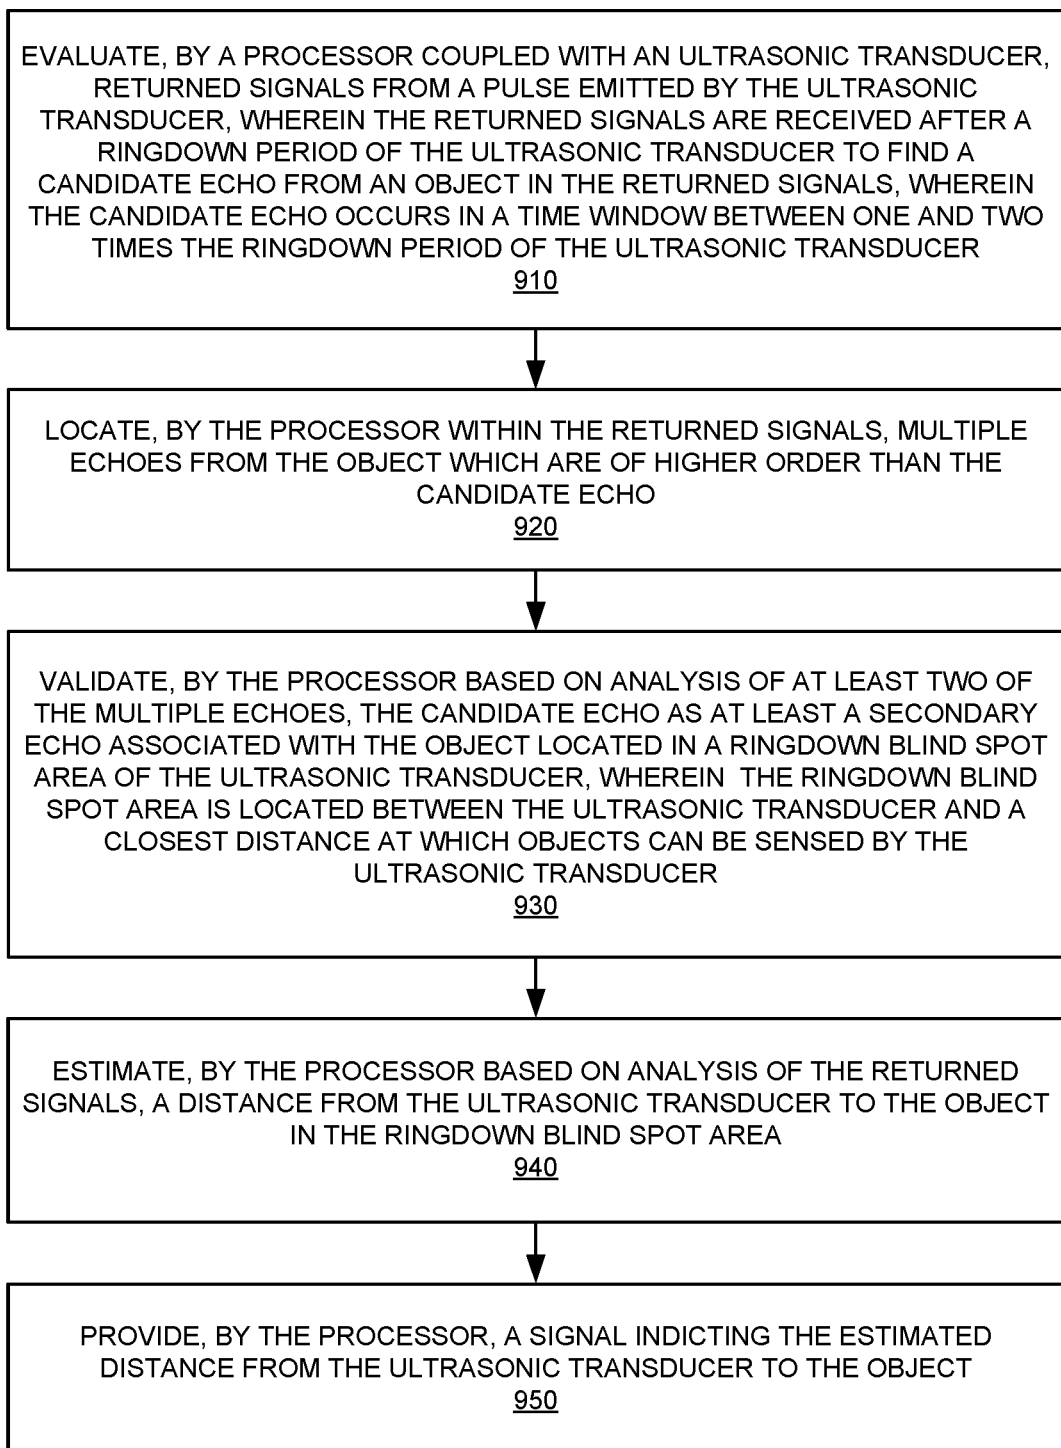 EVALUATE, BY A PROCESSOR COUPLED WITH AN ULTRASONIC TRANSDUCER,
RETURNED SIGNALS FROM A PULSE EMITTED BY THE ULTRASONIC
TRANSDUCER, WHEREIN THE RETURNED SIGNALS ARE RECEIVED AFTER A
RINGDOWN PERIOD OF THE ULTRASONIC TRANSDUCER TO FIND A
CANDIDATE ECHO FROM AN OBJECT IN THE RETURNED SIGNALS, WHEREIN
THE CANDIDATE ECHO OCCURS IN A TIME WINDOW BETWEEN ONE AND TWO
TIMES THE RINGDOWN PERIOD OF THE ULTRASONIC TRANSDUCER
910
LOCATE, BY THE PROCESSOR WITHIN THE RETURNED SIGNALS, MULTIPLE
ECHOES FROM THE OBJECT WHICH ARE OF HIGHER ORDER THAN THE
CANDIDATE ECHO
920
VALIDATE, BY THE PROCESSOR BASED ON ANALYSIS OF AT LEAST TWO OF
THE MULTIPLE ECHOES, THE CANDIDATE ECHO AS AT LEAST A SECONDARY
ECHO ASSOCIATED WITH THE OBJECT LOCATED IN A RINGDOWN BLIND SPOT
AREA OF THE ULTRASONIC TRANSDUCER, WHEREIN THE RINGDOWN BLIND
SPOT AREA IS LOCATED BETWEEN THE ULTRASONIC TRANSDUCER AND A
CLOSEST DISTANCE AT WHICH OBJECTS CAN BE SENSED BY THE
ULTRASONIC TRANSDUCER
930
ESTIMATE, BY THE PROCESSOR BASED ON ANALYSIS OF THE RETURNED
SIGNALS, A DISTANCE FROM THE ULTRASONIC TRANSDUCER TO THE OBJECT
IN THE RINGDOWN BLIND SPOT AREA
940
PROVIDE, BY THE PROCESSOR, A SIGNAL INDICTING THE ESTIMATED
DISTANCE FROM THE ULTRASONIC TRANSDUCER TO THE OBJECT
950